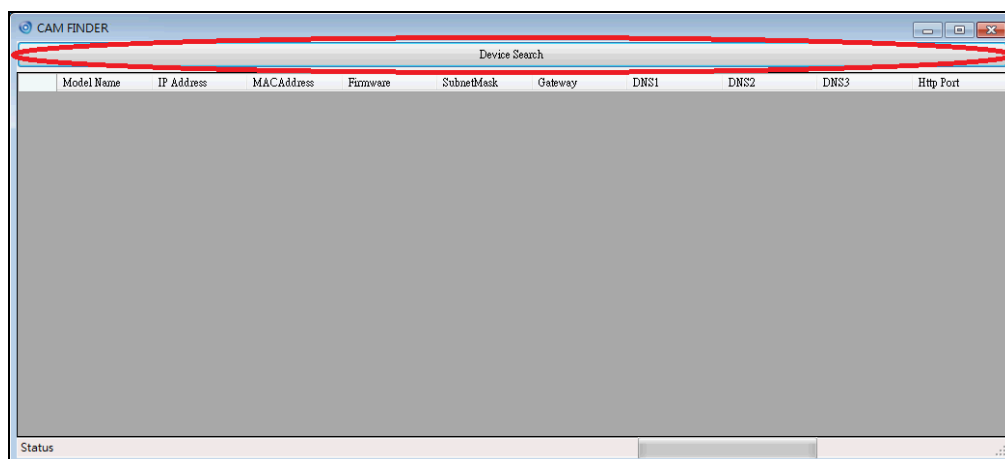 CAM FINDER
Device Search
Model Name IP Address MACAddress Firmware SubnetMask Gateway DNS1 DNS2 DNS3 Http Port
Status